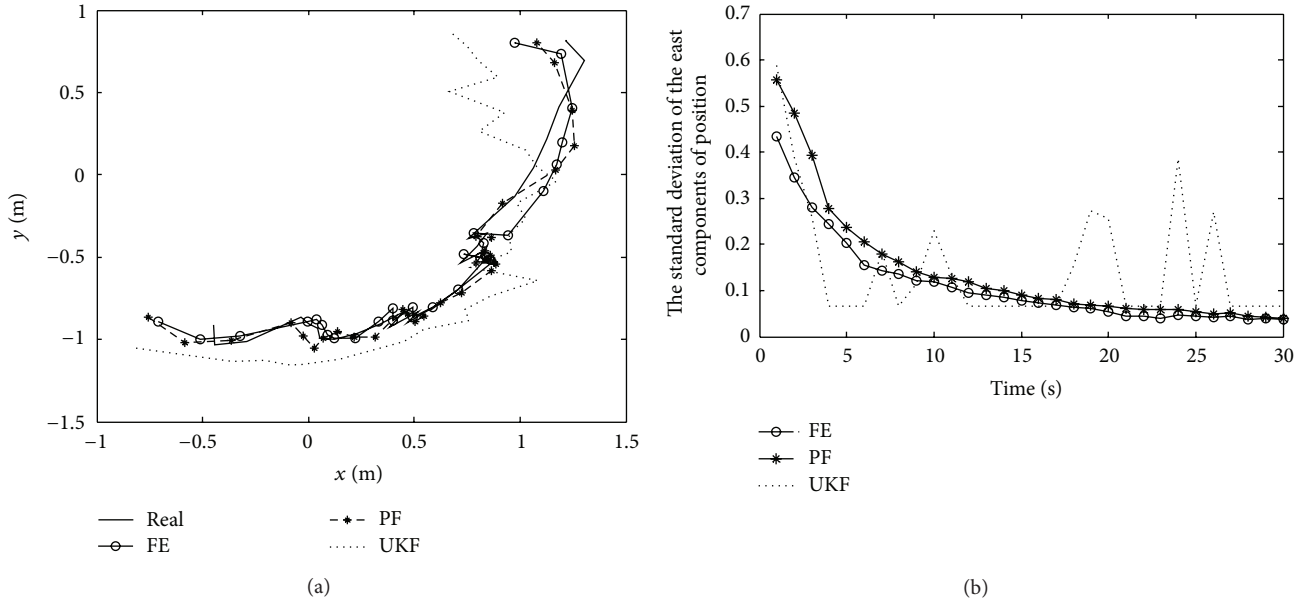 1
0.5
0
−0.5
−1
−1.5
y (m)
−1 −0.5 0 0.5 1 1.5
x (m)
Real
FE
PF
UKF
(a)
The standard deviation of the east
components of position
0.7
0.6
0.5
0.4
0.3
0.2
0.1
0
0 5 10 15 20 25 30
Time (s)
FE
PF
UKF
(b)